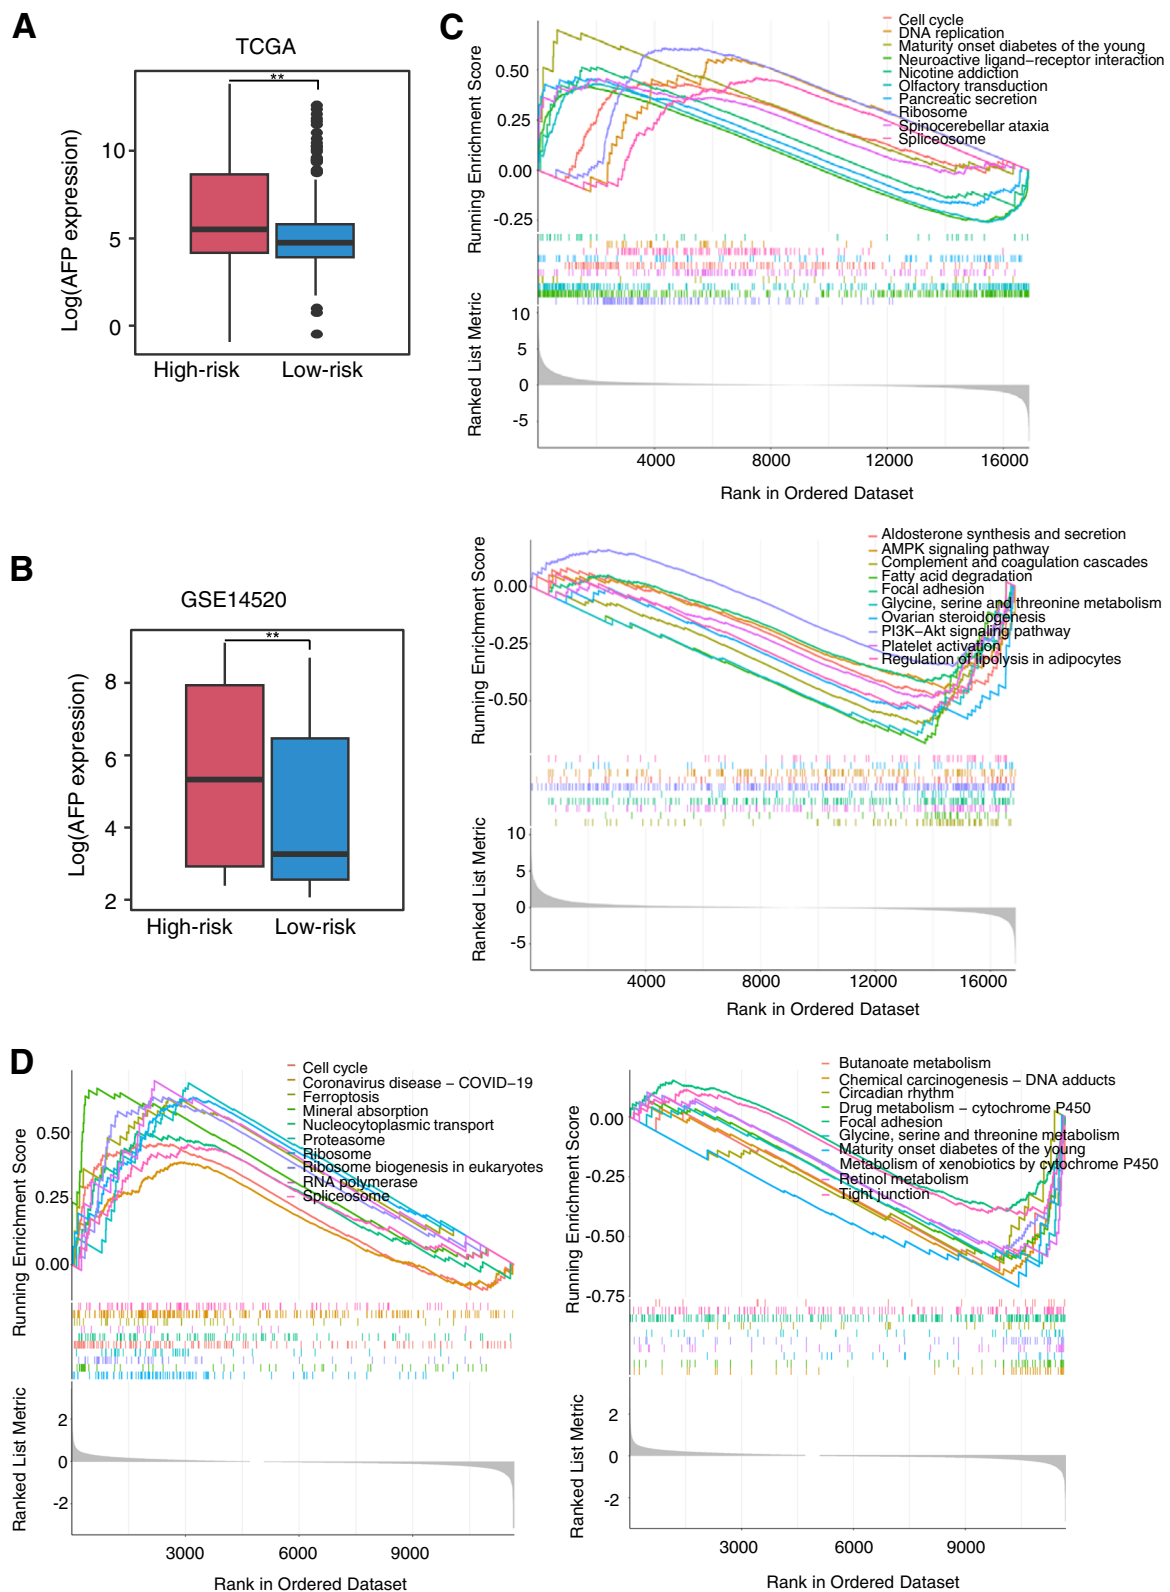 A
TCGA
**
Log(AFP expression)
10
5
0
High-risk
Low-risk
B
GSE14520
**
Log(AFP expression)
8
6
4
2
High-risk
Low-risk
C
Running Enrichment Score
0.50
0.25
0.00
-0.25
Cell cycle
DNA replication
Maturity onset diabetes of the young
Neuroactive ligand−receptor interaction
Nicotine addiction
Olfactory transduction
Pancreatic secretion
Ribosome
Spinocerebellar ataxia
Spliceosome
Ranked List Metric
10
5
0
-5
4000
8000
12000
16000
Rank in Ordered Dataset
Running Enrichment Score
0.00
-0.25
-0.50
Aldosterone synthesis and secretion
AMPK signaling pathway
Complement and coagulation cascades
Fatty acid degradation
Focal adhesion
Glycine, serine and threonine metabolism
Ovarian steroidogenesis
PI3K−Akt signaling pathway
Platelet activation
Regulation of lipolysis in adipocytes
Ranked List Metric
10
5
0
-5
4000
8000
12000
16000
Rank in Ordered Dataset
D
Running Enrichment Score
0.50
0.25
0.00
Cell cycle
Coronavirus disease − COVID−19
Ferroptosis
Mineral absorption
Nucleocytoplasmic transport
Proteasome
Ribosome
Ribosome biogenesis in eukaryotes
RNA polymerase
Spliceosome
Ranked List Metric
2
0
-2
3000
6000
9000
Rank in Ordered Dataset
Running Enrichment Score
0.00
-0.25
-0.50
-0.75
Butanoate metabolism
Chemical carcinogenesis − DNA adducts
Circadian rhythm
Drug metabolism − cytochrome P450
Focal adhesion
Glycine, serine and threonine metabolism
Maturity onset diabetes of the young
Metabolism of xenobiotics by cytochrome P450
Retinol metabolism
Tight junction
Ranked List Metric
2
0
-2
3000
6000
9000
Rank in Ordered Dataset